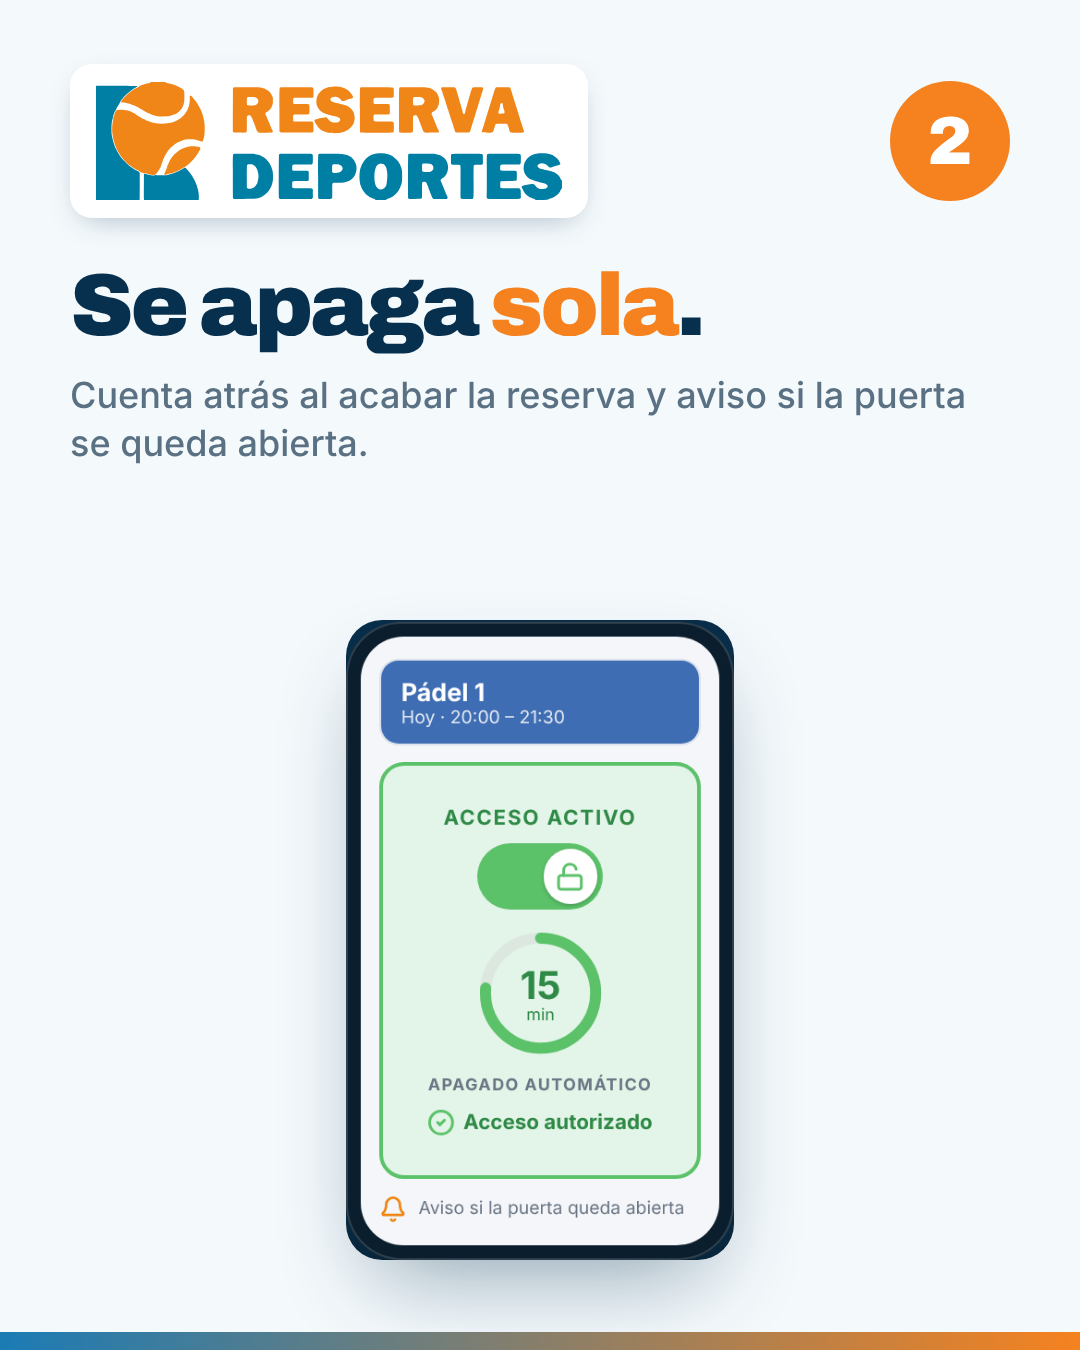 RESERVA
DEPORTES
2
Se apaga sola.
Cuenta atrás al acabar la reserva y aviso si la puerta
se queda abierta.
Pádel 1
Hoy · 20:00 – 21:30
ACCESO ACTIVO
15
min
APAGADO AUTOMÁTICO
Acceso autorizado
Aviso si la puerta queda abierta